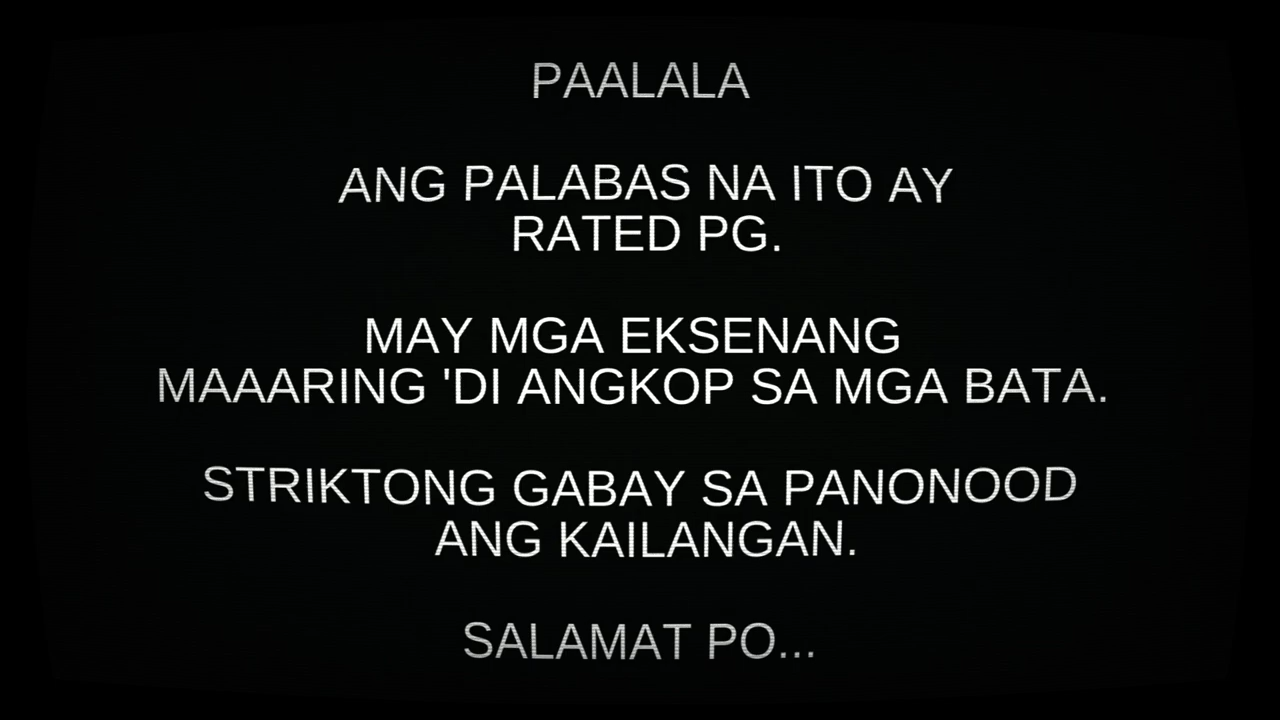 PAALALA
ANG PALABAS NA ITO AY
RATED PG.
MAY MGA EKSENANG
MAAARING 'DI ANGKOP SA MGA BATA.
STRIKTONG GABAY SA PANONOOD
ANG KAILANGAN.
SALAMAT PO...